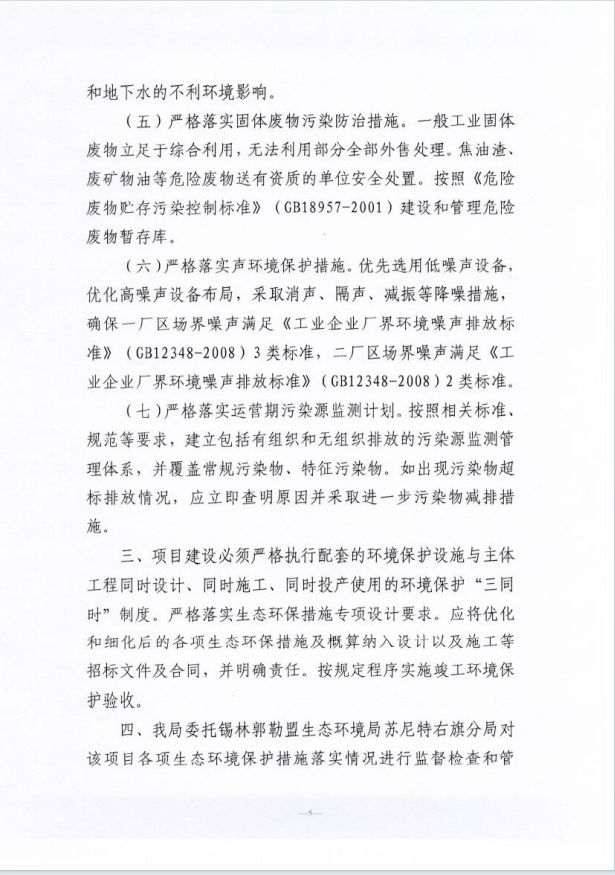 和地下水的不利环境影响。
（五）严格落实固体废物污染防治措施。一般工业固体
废物立足于综合利用,无法利用部分全部外售处理。焦油渣、
废矿物油等危险废物送有资质的单位安全处置。按照《危险
废物贮存污染控制标准》（GB18957-2001）建设和管理危险
废物暂存库。
（六）严格落实声环境保护措施。优先选用低噪声设备,
优化高噪声设备布局，采取消声、隔声、减振等降噪措施，
确保一厂区场界噪声满足《工业企业厂界环境噪声排放标
准》（GB12348-2008）3 类标准，二厂区场界噪声满足《工
业企业厂界环境噪声排放标准》（GB12348-2008）2 类标准。
（七）严格落实运营期污染源监测计划。按照相关标准、
规范等要求，建立包括有组织和无组织排放的污染源监测管
理体系，并覆盖常规污染物、特征污染物。如出现污染物超
标排放情况，应立即查明原因并采取进一步污染物减排措
施。
三、项目建设必须严格执行配套的环境保护设施与主体
工程同时设计、同时施工、同时投产使用的环境保护“三同
时”制度。严格落实生态环保措施专项设计要求。应将优化
和细化后的各项生态环保措施及概算纳入设计以及施工等
招标文件及合同，并明确责任。按规定程序实施竣工环境保
护验收。
四、我局委托锡林郭勒盟生态环境局苏尼特右旗分局对
该项目各项生态环境保护措施落实情况进行监督检查和管
—5—